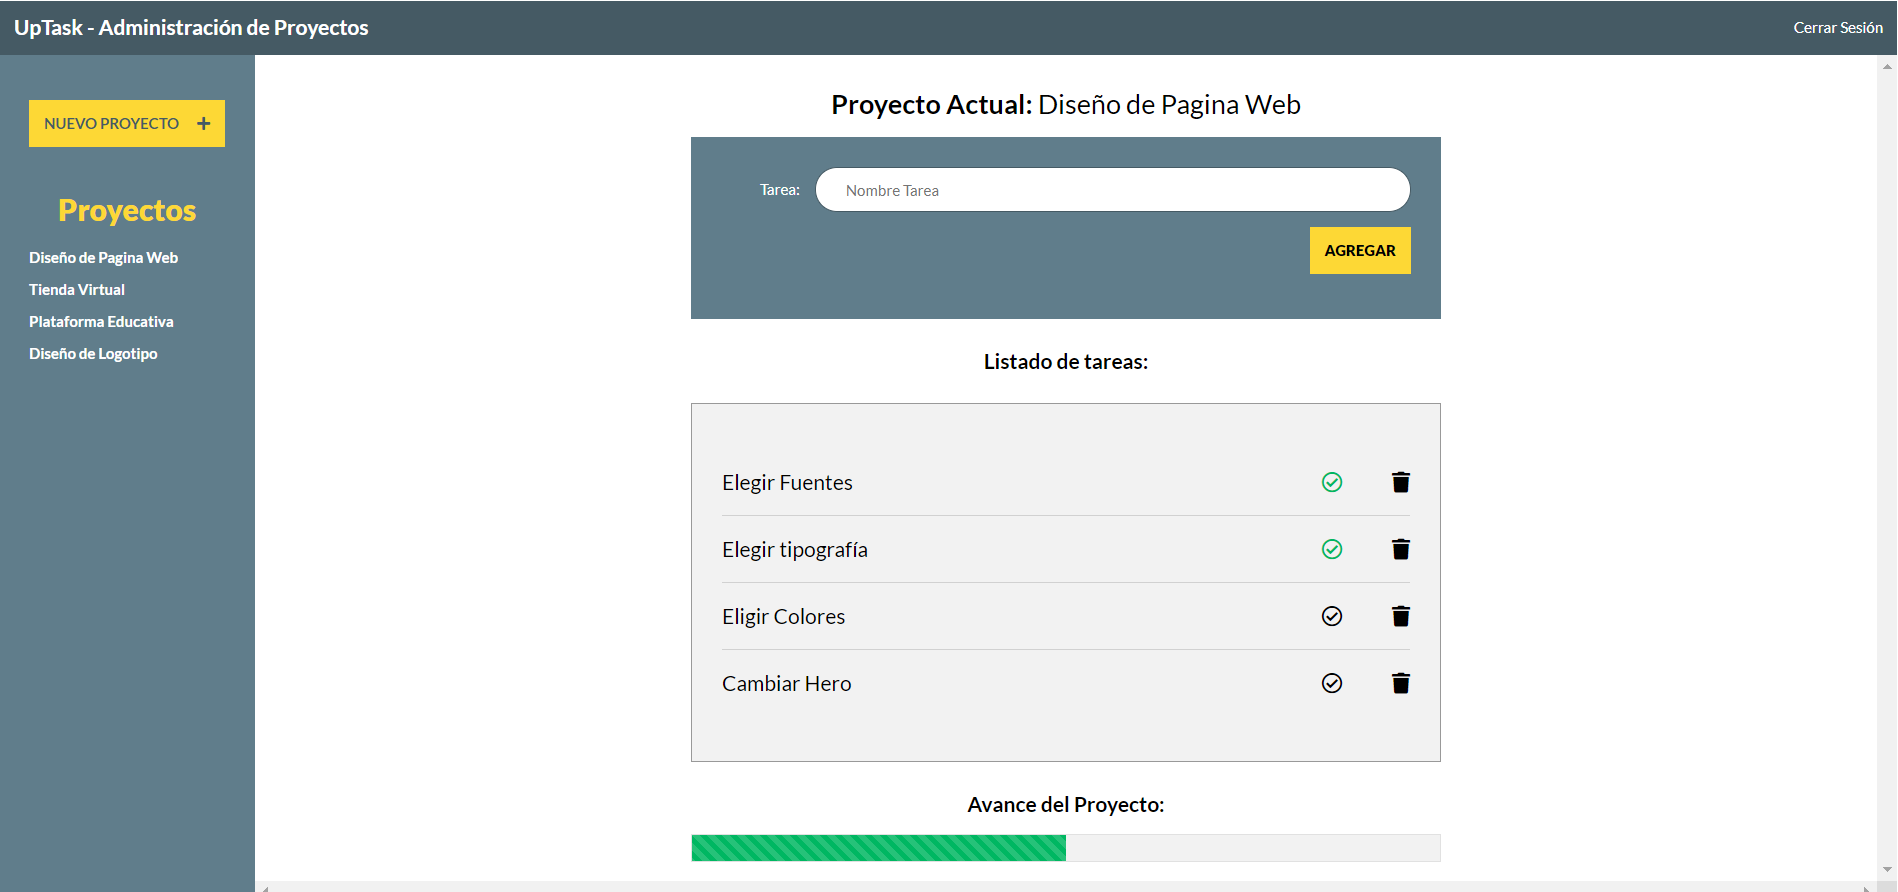 UpTask - Administración de Proyectos
Cerrar Sesión
NUEVO PROYECTO +
Proyectos
Diseño de Pagina Web
Tienda Virtual
Plataforma Educativa
Diseño de Logotipo
Proyecto Actual: Diseño de Pagina Web
Tarea:
Nombre Tarea
AGREGAR
Listado de tareas:
Elegir Fuentes
Elegir tipografía
Eligir Colores
Cambiar Hero
Avance del Proyecto: